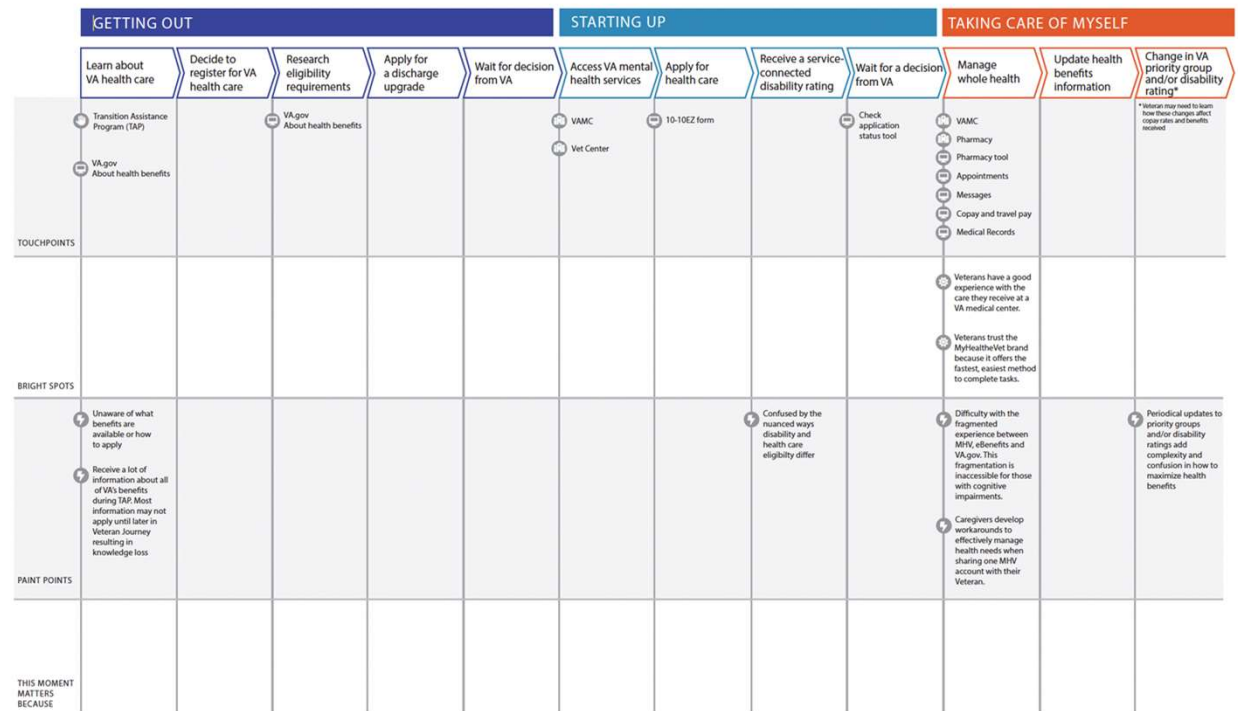 GETTING OUT
STARTING UP
TAKING CARE OF MYSELF
Learn about
VA health care
Decide to
register for VA
health care
Research
eligibility
requirements
Apply for
a discharge
upgrade
Wait for decision
from VA
Access VA mental
health services
Apply for
health care
Receive a service-
connected
disability rating
Wait for a decision
from VA
Manage
whole health
Update health
benefits
information
Change in VA
priority group
and/or disability
rating*
TOUCHPOINTS
Transition Assistance
Program (TAP)
VA.gov
About health benefits
VA.gov
About health benefits
VAMC
Vet Center
10-10EZ form
Check
application
status tool
VAMC
Pharmacy
Pharmacy tool
Appointments
Messages
Copay and travel pay
Medical Records
* Veteran may need to learn
how these changes affect
copay rates and benefits
received
BRIGHT SPOTS
Veterans have a good
experience with the
care they receive at a
VA medical center.
Veterans trust the
MyHealtheVet brand
because it offers the
fastest, easiest method
to complete tasks.
PAINT POINTS
Unaware of what
benefits are
available or how
to apply
Receive a lot of
information about all
of VA's benefits
during TAP. Most
information may not
apply until later in
Veteran Journey
resulting in
knowledge loss
Confused by the
nuanced ways
disability and
health care
eligibilty differ
Difficulty with the
fragmented
experience between
MHV, eBenefits and
VA.gov. This
fragmentation is
inaccessible for those
with cognitive
impairments.
Caregivers develop
workarounds to
effectively manage
health needs when
sharing one MHV
account with their
Veteran.
Periodical updates to
priority groups
and/or disability
ratings add
complexity and
confusion in how to
maximize health
benefits
THIS MOMENT
MATTERS
BECAUSE